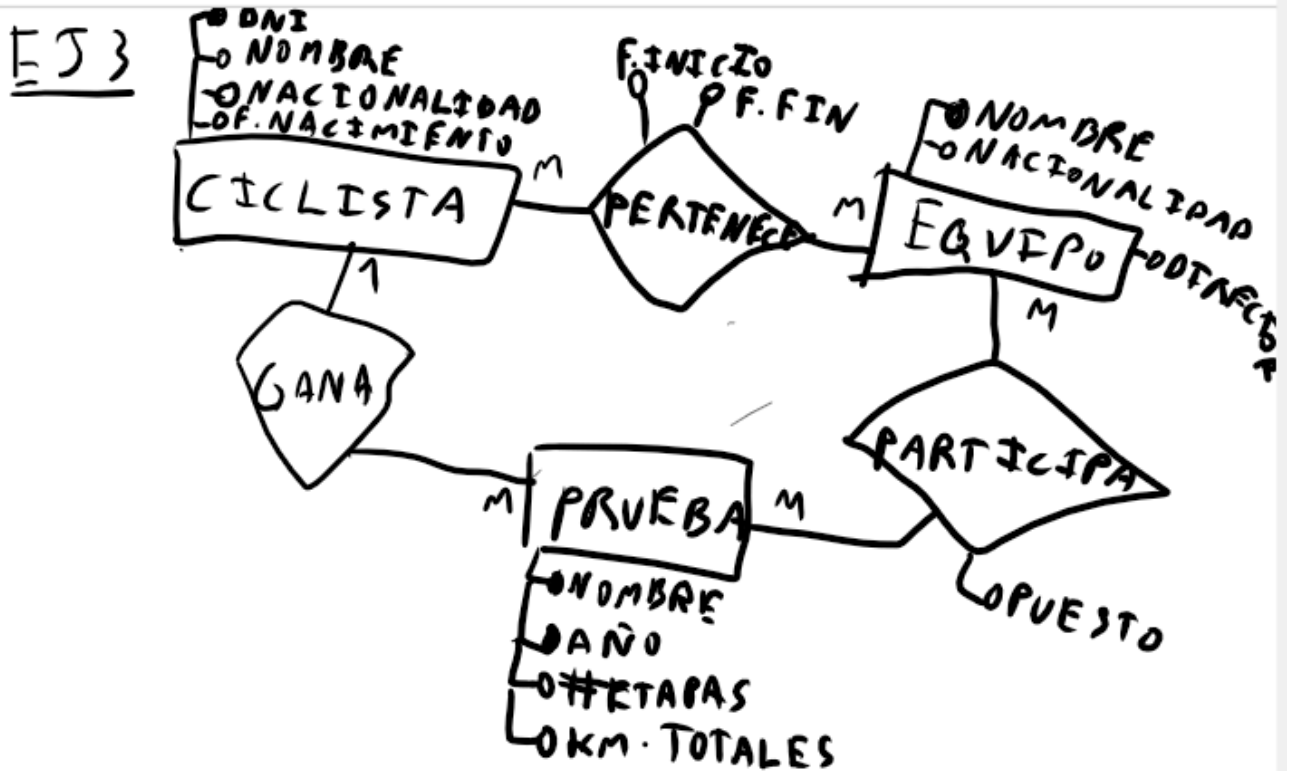 EJ3
DNI
NOMBRE
NACIONALIDAD
F.NACIMIENTO
CICLISTA
M
F.INICIO
F.FIN
PERTENECE
M
NOMBRE
NACIONALIDAD
EQUIPO
DIRECTOR
1
GANA
M
PRUEBA
M
M
PARTICIPA
PUESTO
NOMBRE
AÑO
#ETAPAS
KM. TOTALES